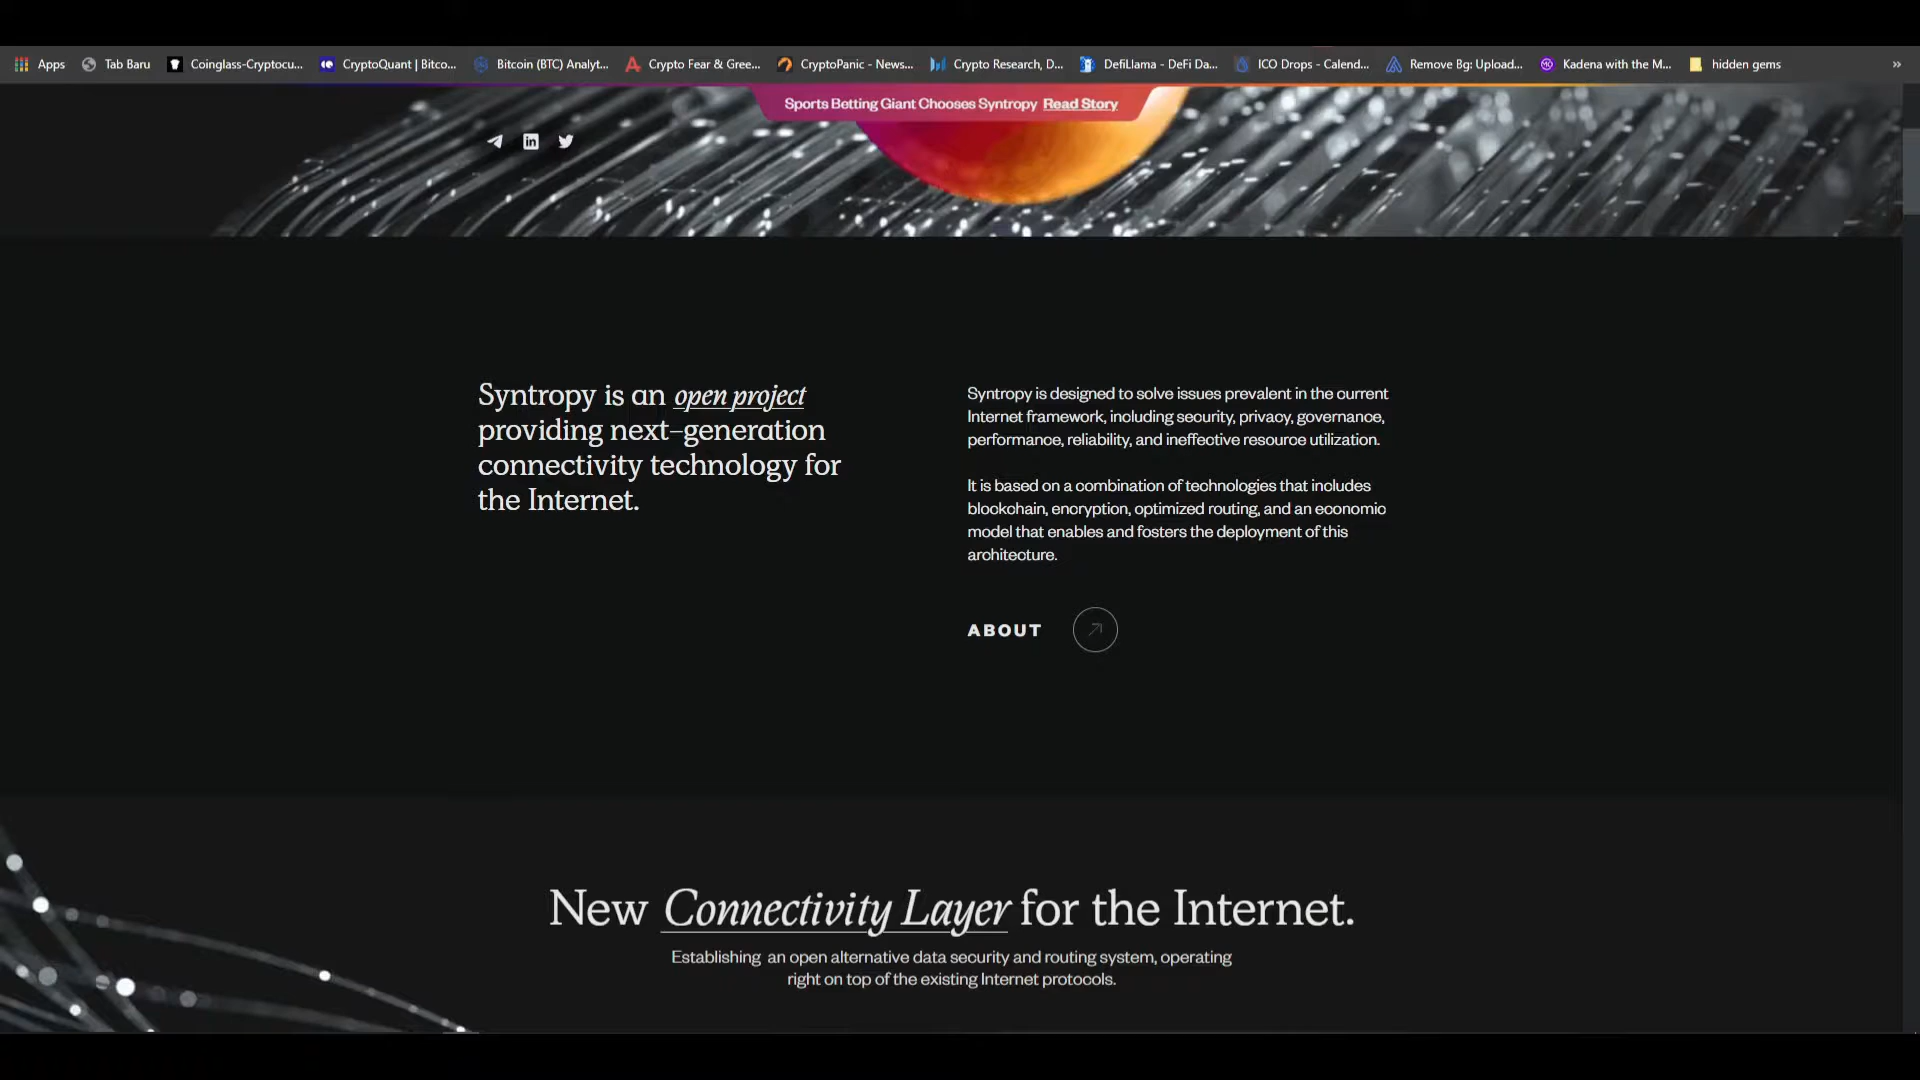 Apps Tab Baru Coinglass-Cryptocu... CryptoQuant | Bitco... Bitcoin (BTC) Analyt... Crypto Fear & Gree... CryptoPanic - News... Crypto Research, D... DefiLlama - DeFi Da... ICO Drops - Calend... Remove Bg: Upload... Kadena with the M... hidden gems »
Sports Betting Giant Chooses Syntropy Read Story
Syntropy is an open project
providing next-generation
connectivity technology for
the Internet.
Syntropy is designed to solve issues prevalent in the current
Internet framework, including security, privacy, governance,
performance, reliability, and ineffective resource utilization.
It is based on a combination of technologies that includes
blockchain, encryption, optimized routing, and an economic
model that enables and fosters the deployment of this
architecture.
ABOUT
New Connectivity Layer for the Internet.
Establishing an open alternative data security and routing system, operating
right on top of the existing Internet protocols.